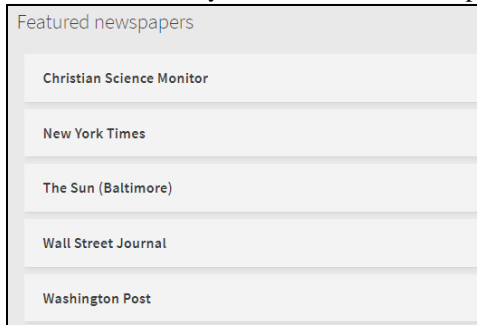 Featured newspapers
Christian Science Monitor
New York Times
The Sun (Baltimore)
Wall Street Journal
Washington Post